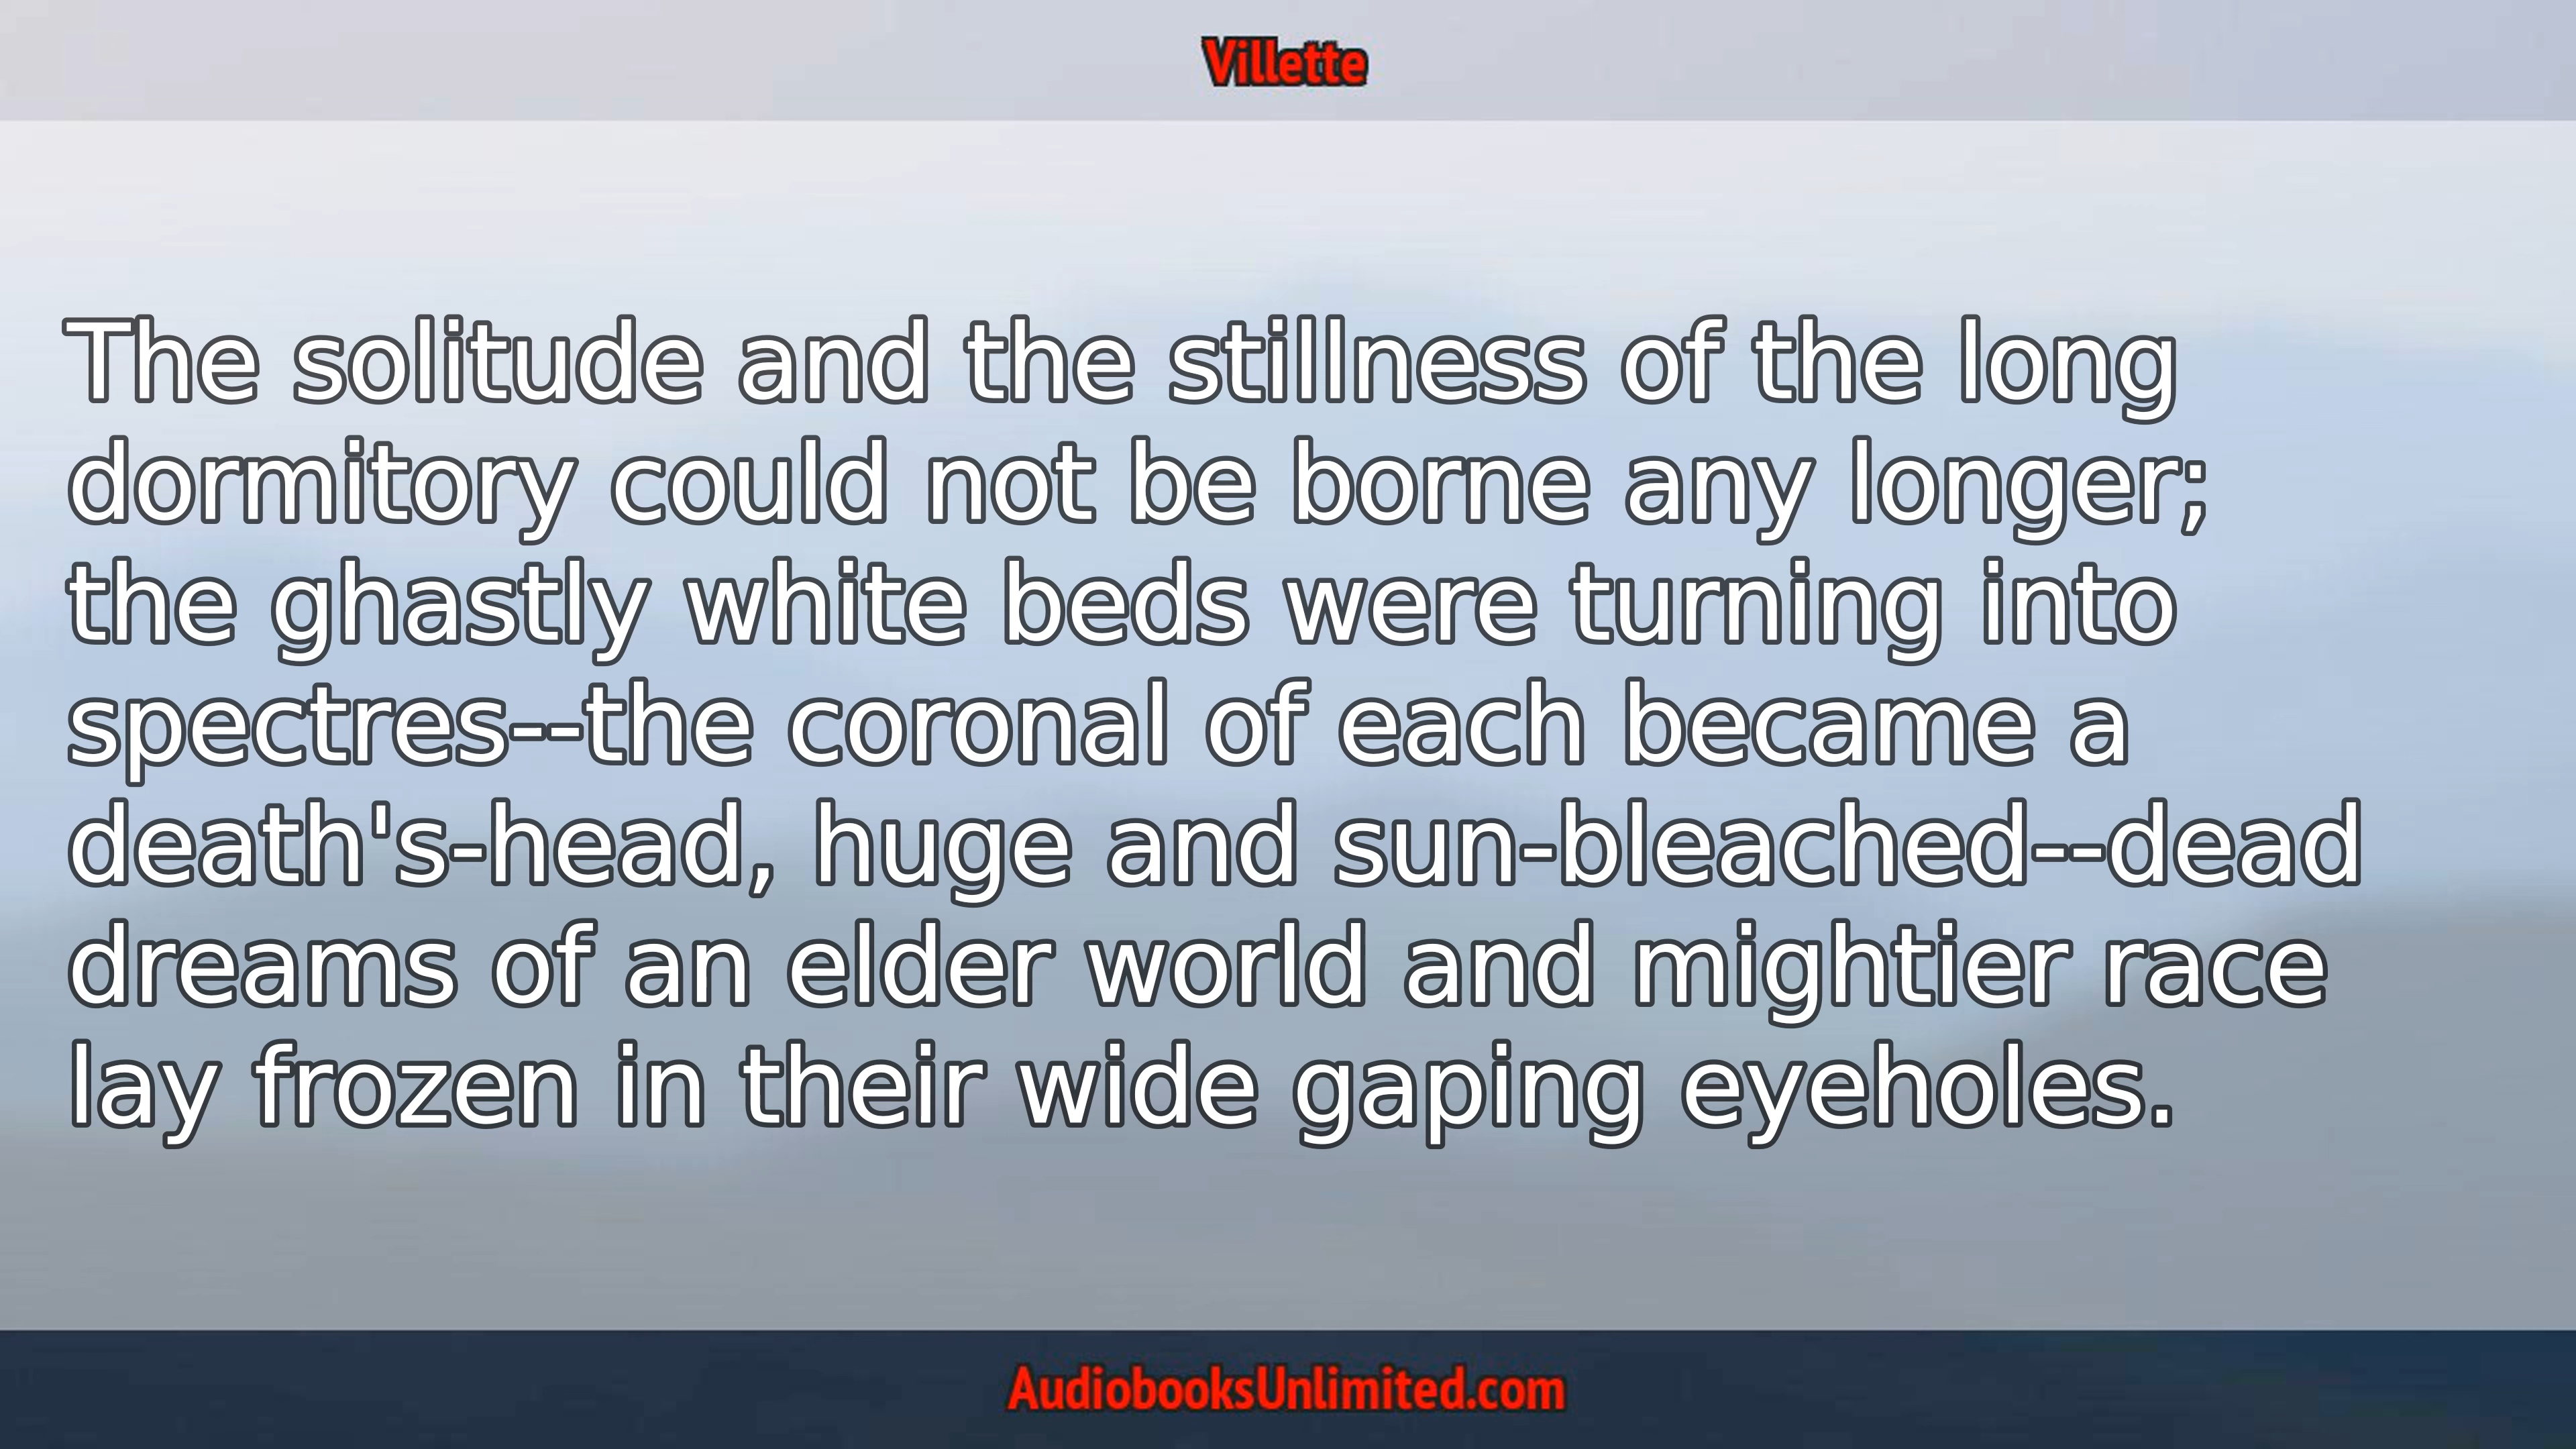 Villette
The solitude and the stillness of the long
dormitory could not be borne any longer;
the ghastly white beds were turning into
spectres--the coronal of each became a
death's-head, huge and sun-bleached--dead
dreams of an elder world and mightier race
lay frozen in their wide gaping eyeholes.
AudiobooksUnlimited.com